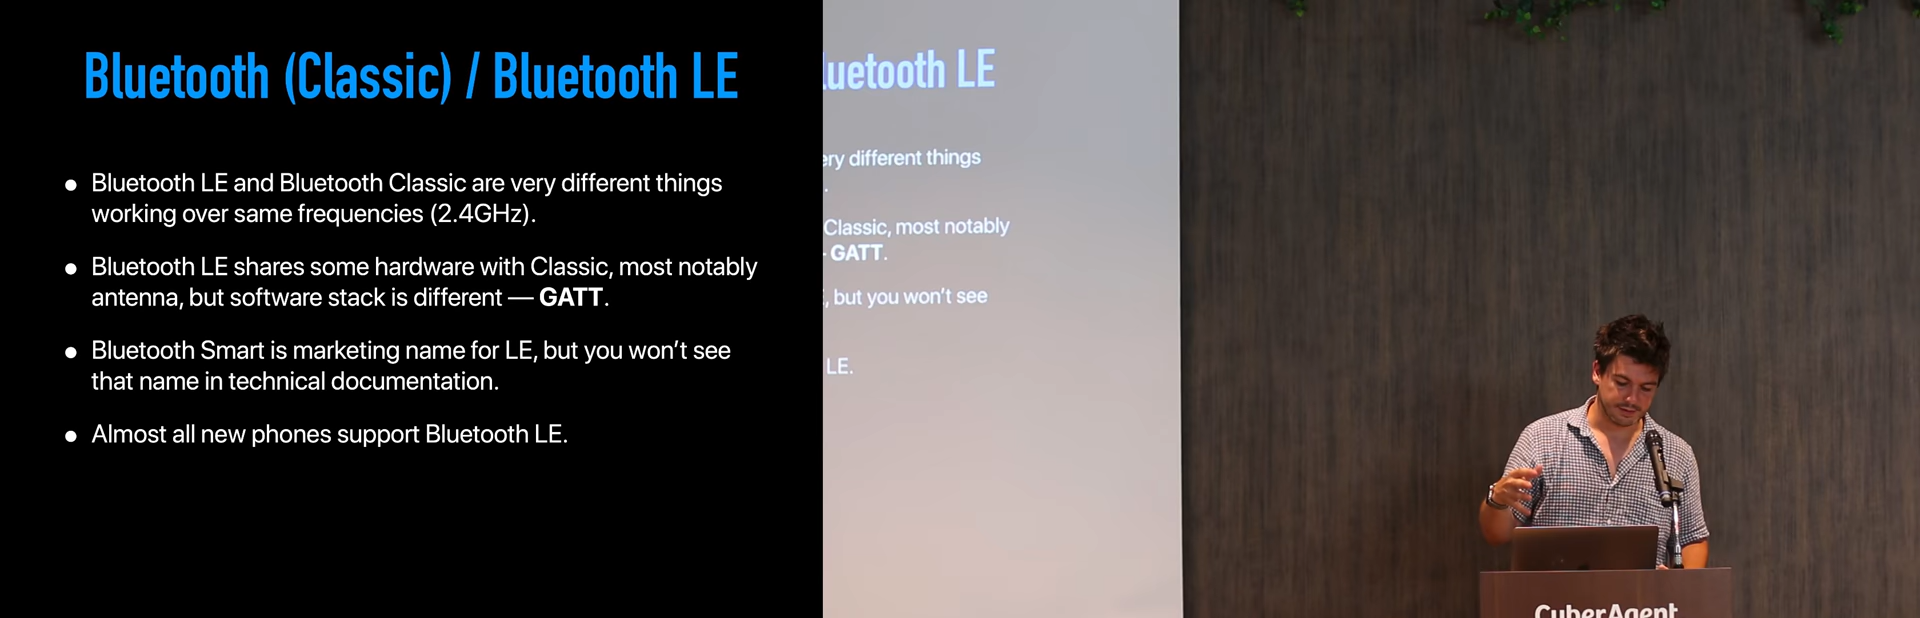 Bluetooth (Classic) / Bluetooth LE
● Bluetooth LE and Bluetooth Classic are very different things
working over same frequencies (2.4GHz).
● Bluetooth LE shares some hardware with Classic, most notably
antenna, but software stack is different — GATT.
● Bluetooth Smart is marketing name for LE, but you won't see
that name in technical documentation.
● Almost all new phones support Bluetooth LE.
luetooth LE
ery different things
.
Classic, most notably
- GATT.
, but you won't see
LE.
CyberAgent